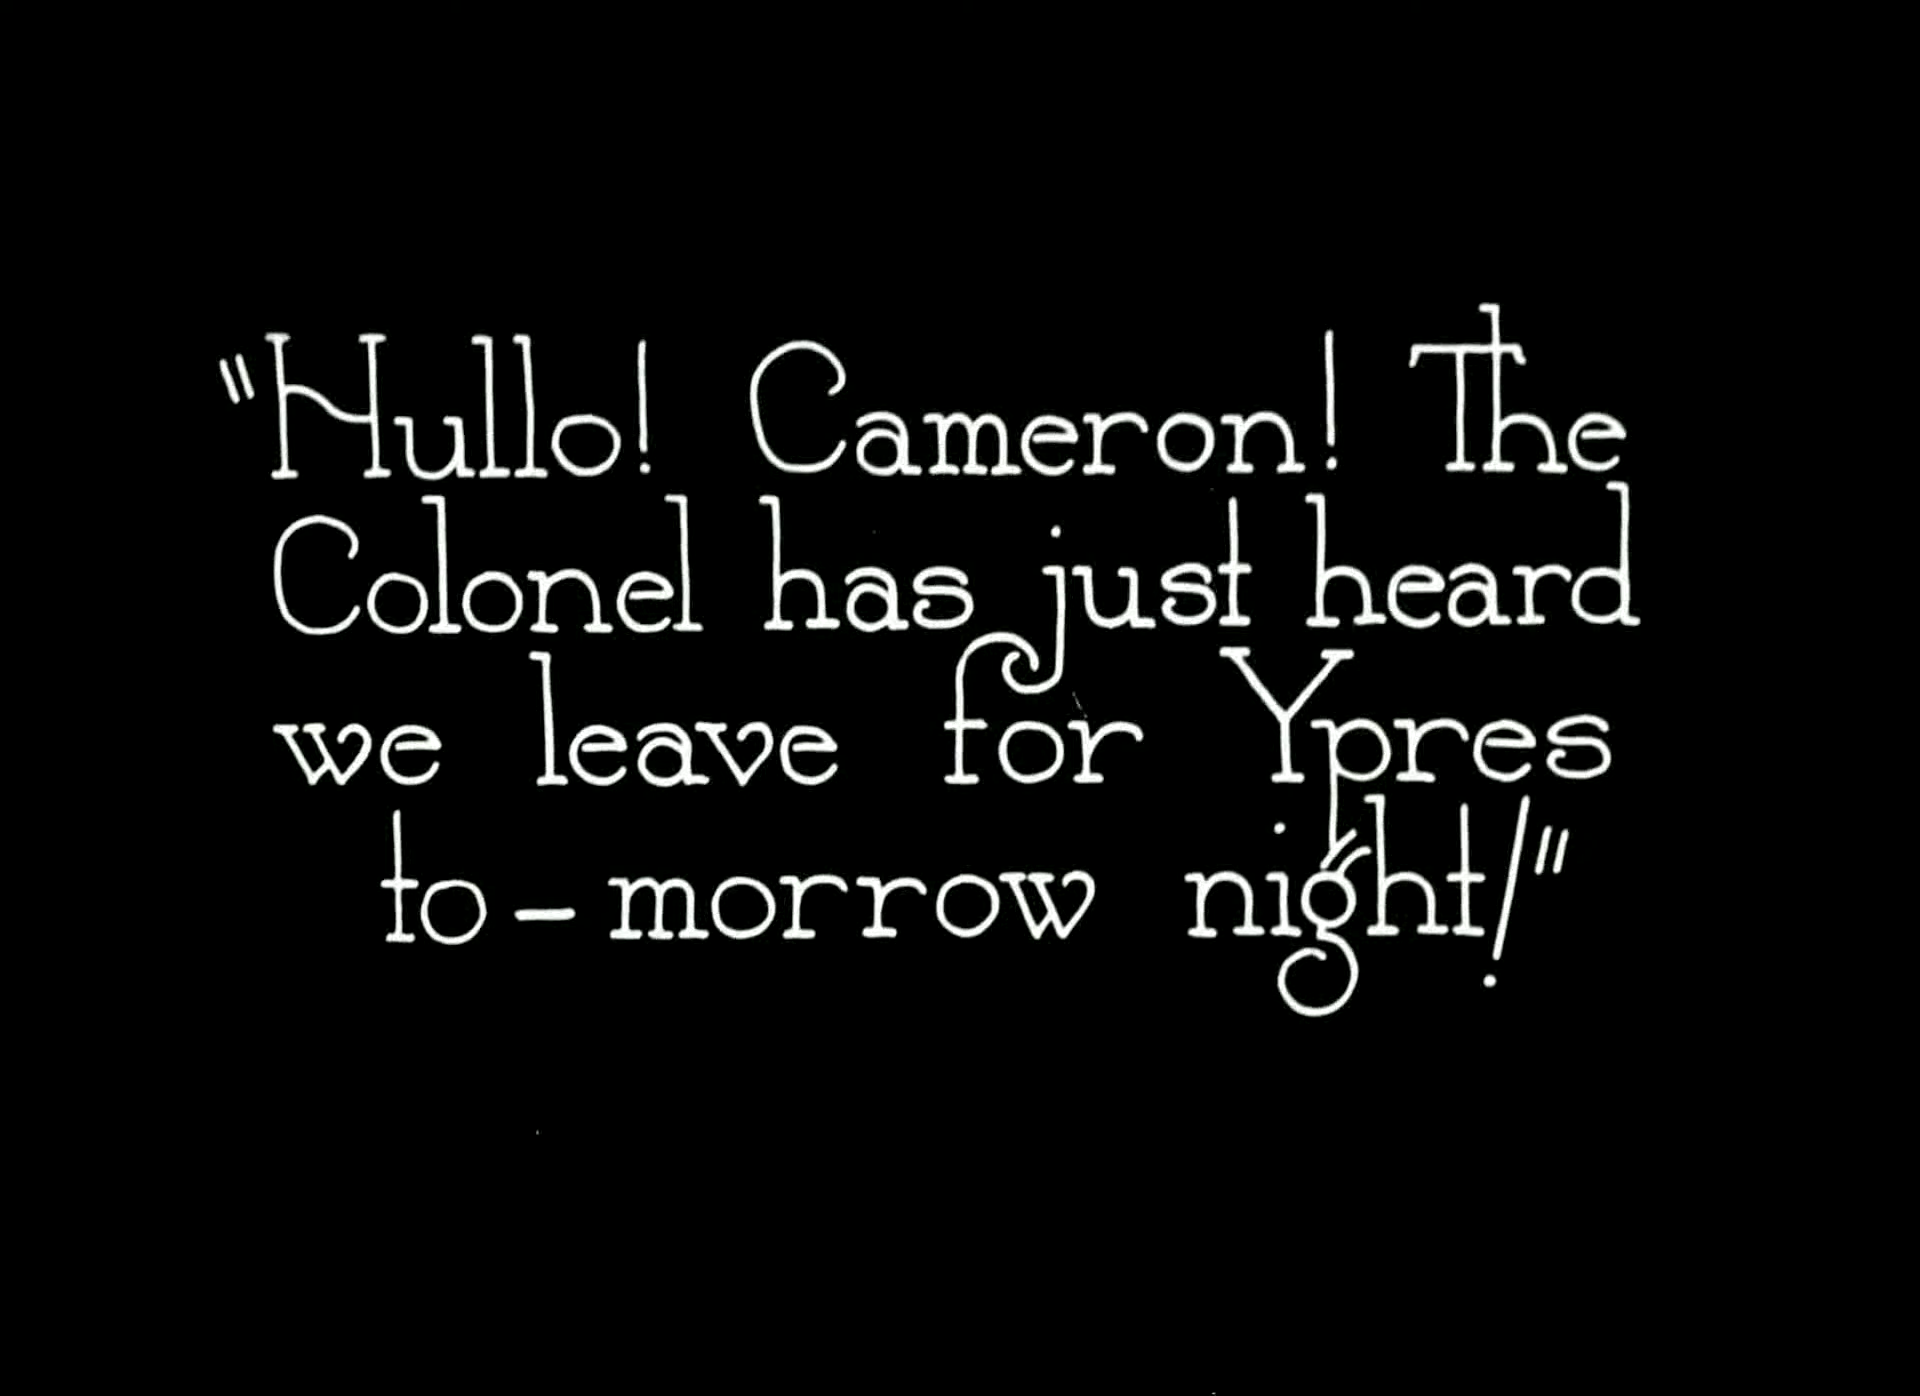 "Hullo! Cameron! The
Colonel has just heard
we leave for Ypres
to-morrow night!"